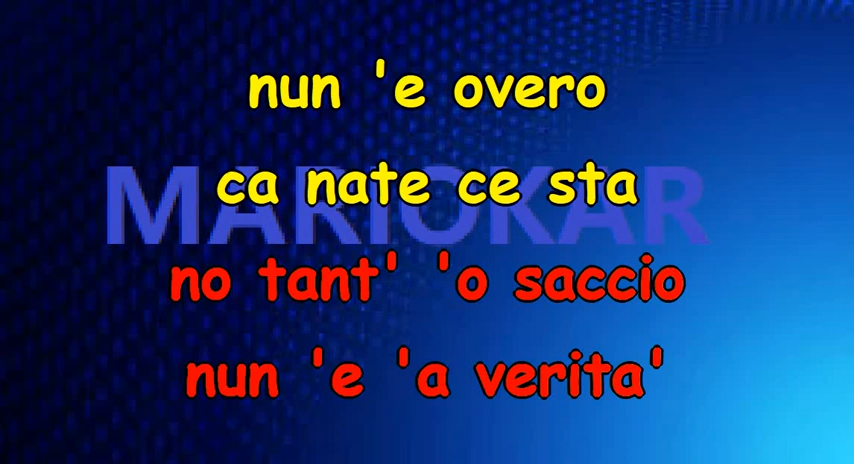 nun 'e overo
ca nate ce sta
MARIOKAR
no tant' 'o saccio
nun 'e 'a verita'